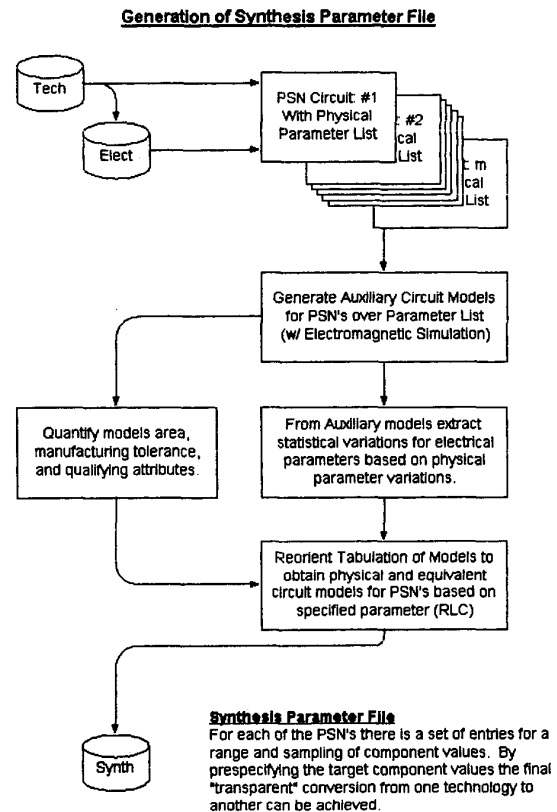 Generation of Synthesis Parameter File
Tech
Elect
PSN Circuit: #1
With Physical
Parameter List
: #2
cal
List
: m
cal
List
Generate Auxiliary Circuit Models
for PSN's over Parameter List
(w/ Electromagnetic Simulation)
Quantify models area,
manufacturing tolerance,
and qualifying attributes.
From Auxiliary models extract
statistical variations for electrical
parameters based on physical
parameter variations.
Reorient Tabulation of Models to
obtain physical and equivalent
circuit models for PSN's based on
specified parameter (RLC)
Synth
Synthesis Parameter File
For each of the PSN's there is a set of entries for a
range and sampling of component values. By
prespecifying the target component values the final
"transparent" conversion from one technology to
another can be achieved.